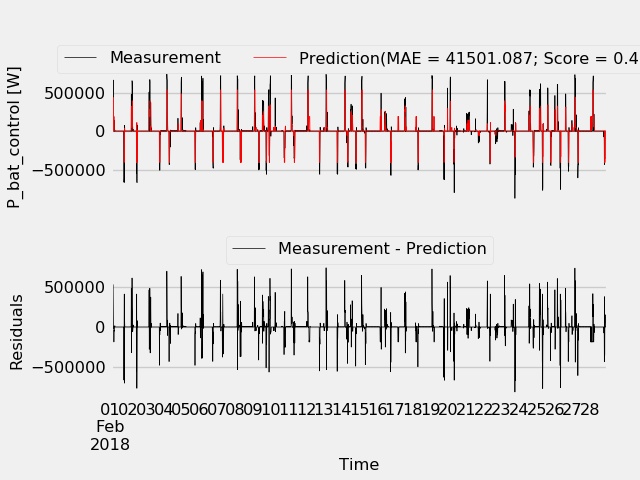 Measurement
Prediction(MAE = 41501.087; Score = 0.4
P_bat_control [W]
500000
0
−500000
Measurement - Prediction
Residuals
500000
0
−500000
01020304050607080910111213141516171819202122232425262728
Feb
2018
Time